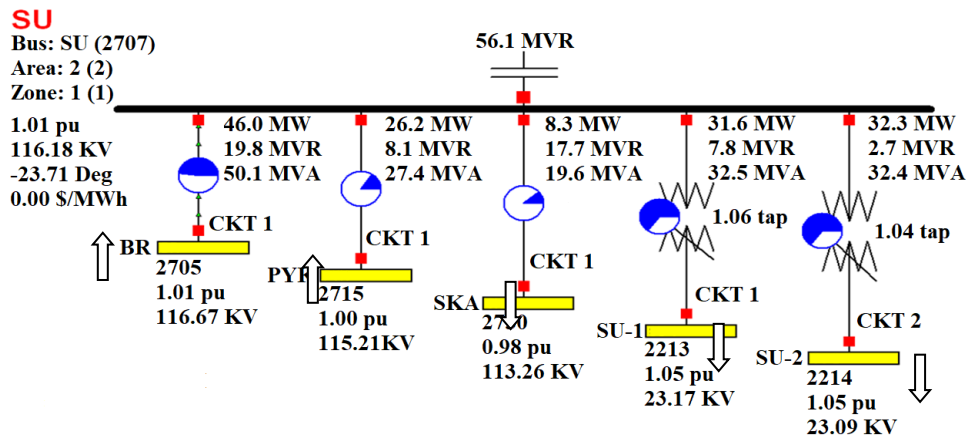 SU
Bus: SU (2707)
Area: 2 (2)
Zone: 1 (1)
1.01 pu
116.18 KV
-23.71 Deg
0.00 $/MWh
56.1 MVR
46.0 MW
19.8 MVR
50.1 MVA
CKT 1
BR
2705
1.01 pu
116.67 KV
26.2 MW
8.1 MVR
27.4 MVA
CKT 1
2715
1.00 pu
115.21KV
8.3 MW
17.7 MVR
19.6 MVA
CKT 1
SKA
0.98 pu
113.26 KV
31.6 MW
7.8 MVR
32.5 MVA
1.06 tap
CKT 1
SU-1
2213
1.05 pu
23.17 KV
32.3 MW
2.7 MVR
32.4 MVA
1.04 tap
CKT 2
SU-2
2214
1.05 pu
23.09 KV